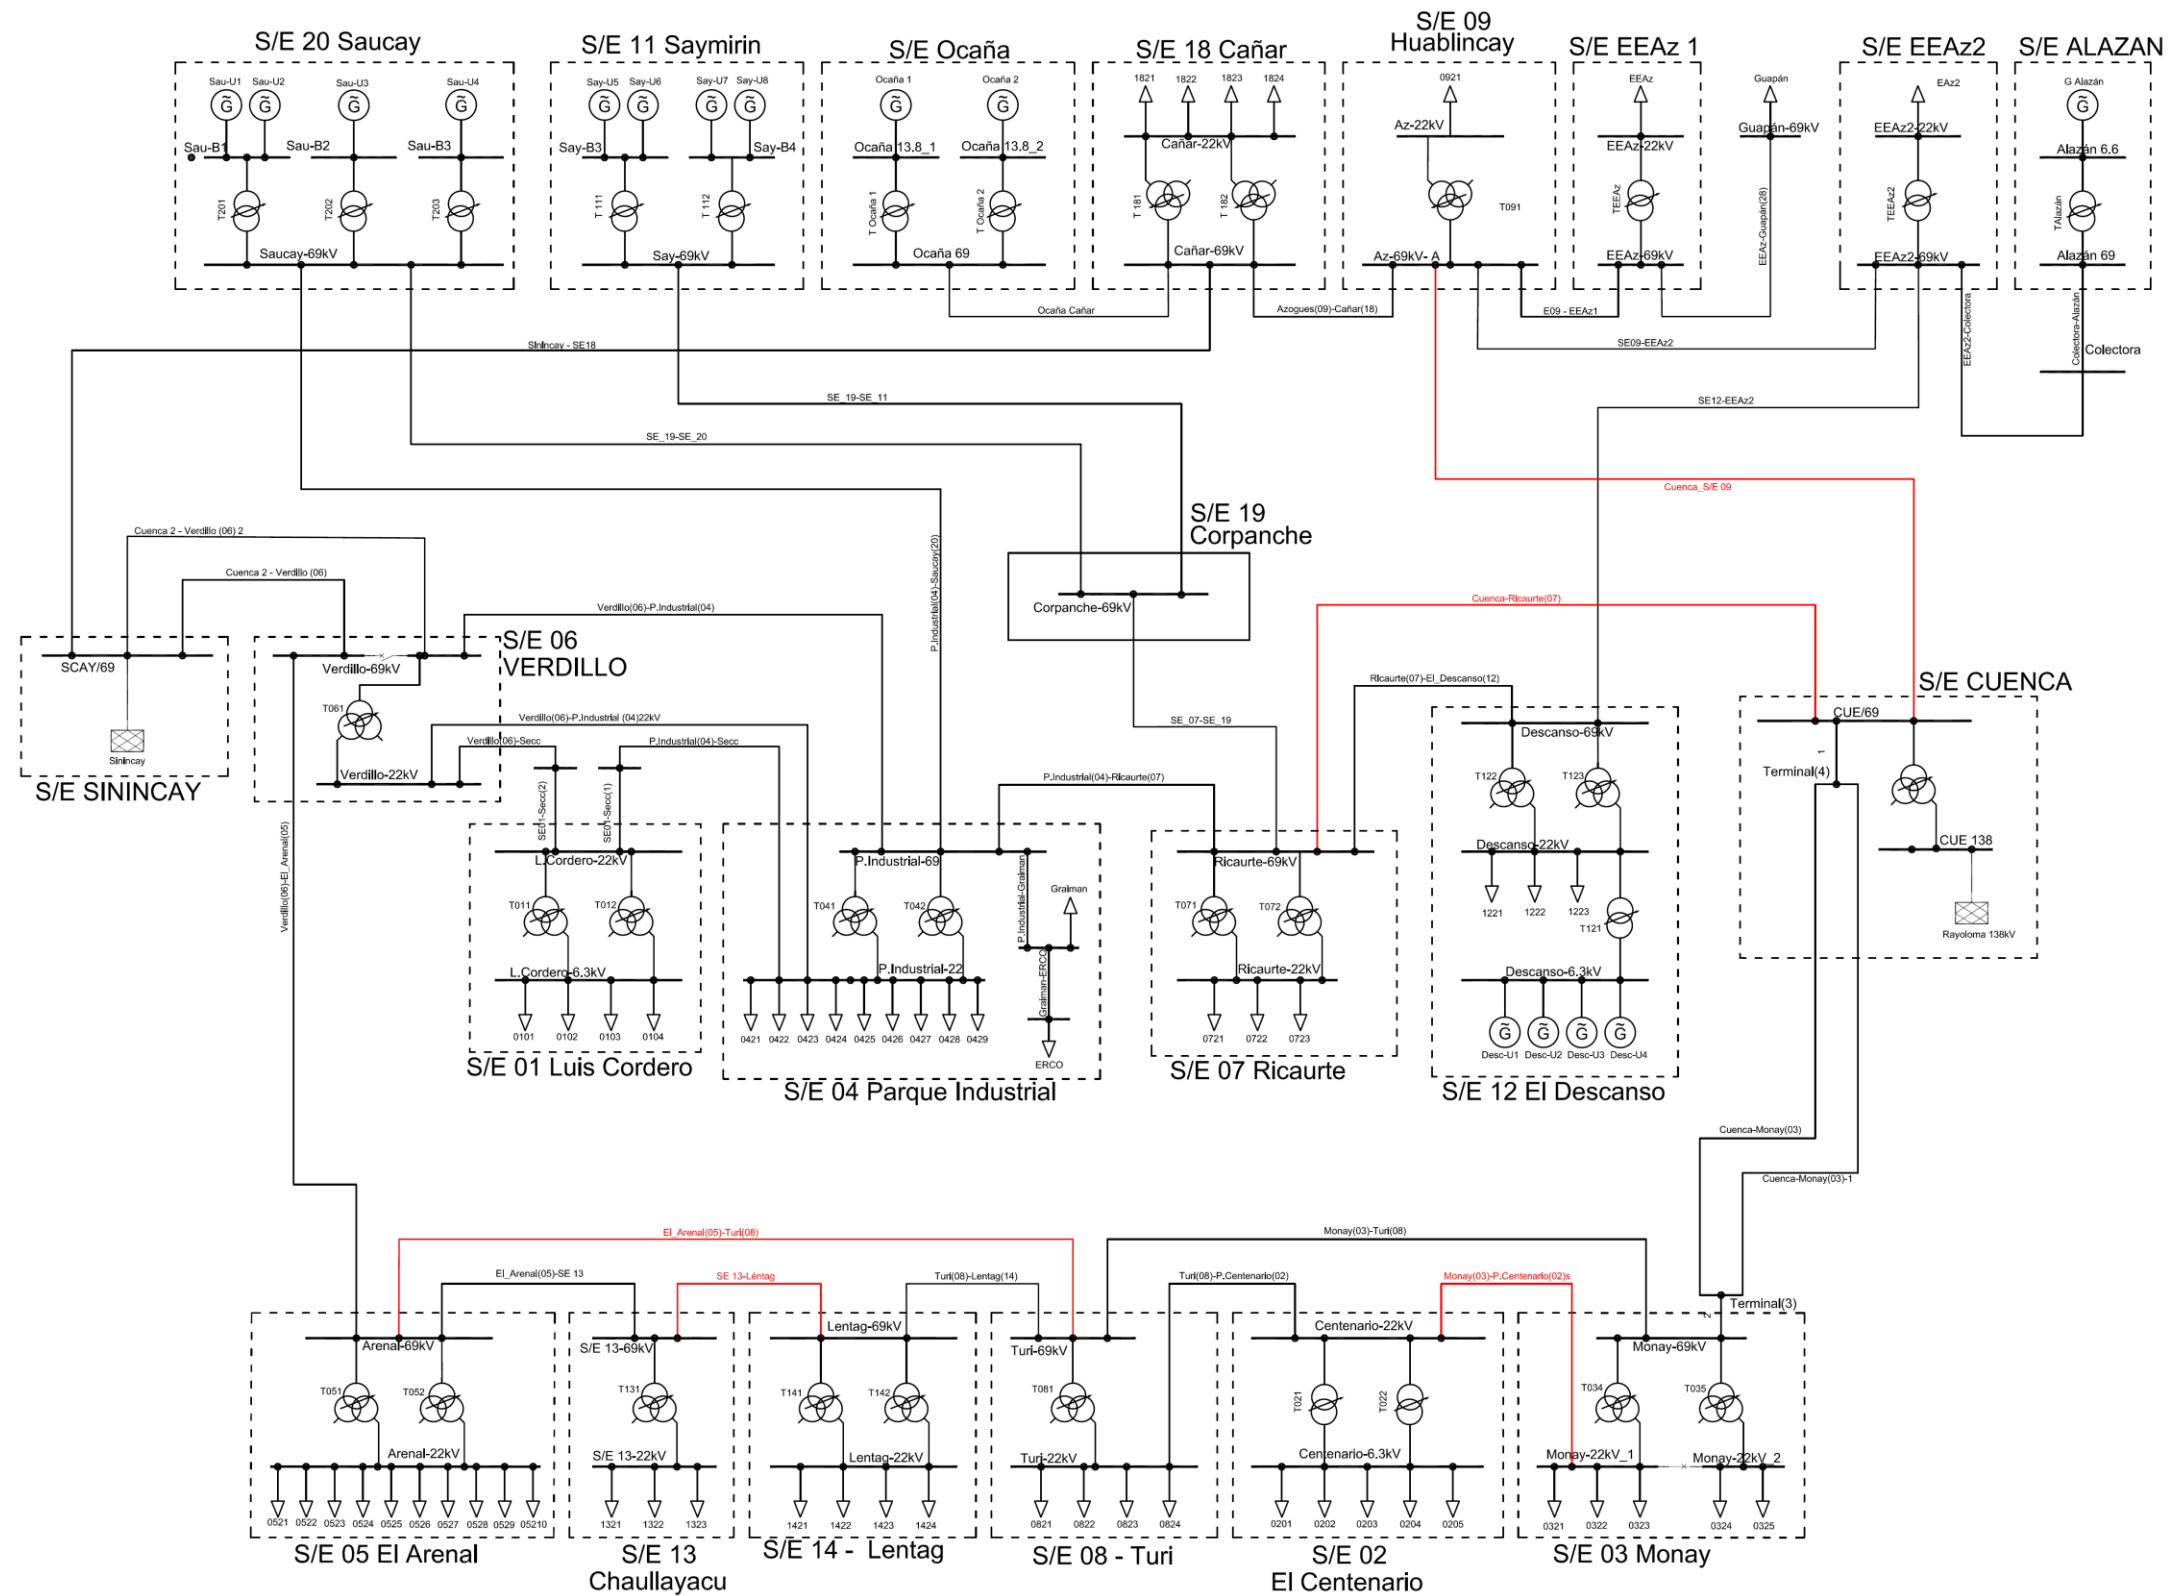 S/E 20 Saucay
S/E 11 Saymirin
S/E Ocaña
S/E 18 Cañar
S/E 09
Huablincay
S/E EEAz 1
S/E EEAz2
S/E ALAZAN
Sau-U1
Sau-U2
Sau-U3
Sau-U4
G̃
G̃
G̃
G̃
Sau-B1
Sau-B2
Sau-B3
T201
T202
T203
Saucay-69kV
Say-U5
Say-U6
Say-U7
Say-U8
G̃
G̃
G̃
G̃
Say-B3
Say-B4
T 111
T 112
Say-69kV
Ocaña 1
Ocaña 2
G̃
G̃
Ocaña 13.8_1
Ocaña 13.8_2
T Ocaña 1
T Ocaña 2
Ocaña 69
1821
1822
1823
1824
Cañar-22kV
T 181
T 182
Cañar-69kV
0921
Az-22kV
T091
Az-69kV- A
EEAz
EEAz-22kV
TEEAz
EEAz-69kV
Guapán
Guapán-69kV
EEAz-Guapán(28)
EAz2
EEAz2-22kV
TEEAz2
EEAz2-69kV
G Alazán
G̃
Alazán 6.6
TAlazán
Alazán 69
Ocaña Cañar
Azogues(09)-Cañar(18)
E09 - EEAz1
SE09-EEAz2
EEAz2-Colectora
Colectora-Alazán
Colectora
Sinincay - SE18
SE_19-SE_11
SE12-EEAz2
SE_19-SE_20
Cuenca_S/E 09
S/E 19
Corpanche
Corpanche-69kV
Cuenca 2 - Verdillo (06) 2
Cuenca 2 - Verdillo (06)
Verdillo(06)-P.Industrial(04)
P.Industrial(04)-Saucay(20)
Cuenca-Ricaurte(07)
SCAY/69
Sinincay
S/E SININCAY
S/E 06
VERDILLO
Verdillo-69kV
T061
Verdillo-22kV
Verdillo(06)-P.Industrial (04)22kV
Verdillo(06)-Secc
P.Industrial(04)-Secc
SE01-Secc(2)
SE01-Secc(1)
Verdillo(06)-El_Arenal(05)
SE_07-SE_19
Ricaurte(07)-El_Descanso(12)
P.Industrial(04)-Ricaurte(07)
S/E CUENCA
CUE/69
1
Terminal(4)
CUE 138
Rayoloma 138kV
L.Cordero-22kV
T011
T012
L.Cordero-6.3kV
0101
0102
0103
0104
S/E 01 Luis Cordero
P.Industrial-69
T041
T042
P.Industrial-22
P.Industrial-Graiman
Graiman
Graiman-ERCO
ERCO
0421
0422
0423
0424
0425
0426
0427
0428
0429
S/E 04 Parque Industrial
Ricaurte-69kV
T071
T072
Ricaurte-22kV
0721
0722
0723
S/E 07 Ricaurte
Descanso-69kV
T122
T123
Descanso-22kV
1221
1222
1223
T121
Descanso-6.3kV
G̃
G̃
G̃
G̃
Desc-U1
Desc-U2
Desc-U3
Desc-U4
S/E 12 El Descanso
Cuenca-Monay(03)
Cuenca-Monay(03)-1
El_Arenal(05)-Turi(08)
Monay(03)-Turi(08)
El_Arenal(05)-SE 13
SE 13-Léntag
Turi(08)-Lentag(14)
Turi(08)-P.Centenario(02)
Monay(03)-P.Centenario(02)s
Terminal(3)
2
Arenal-69kV
T051
T052
Arenal-22kV
0521
0522
0523
0524
0525
0526
0527
0528
0529
05210
S/E 05 El Arenal
S/E 13-69kV
T131
S/E 13-22kV
1321
1322
1323
S/E 13
Chaullayacu
Lentag-69kV
T141
T142
Lentag-22kV
1421
1422
1423
1424
S/E 14 - Lentag
Turi-69kV
T081
Turi-22kV
0821
0822
0823
0824
S/E 08 - Turi
Centenario-22kV
T021
T022
Centenario-6.3kV
0201
0202
0203
0204
0205
S/E 02
El Centenario
Monay-69kV
T034
T035
Monay-22kV_1
Monay-22kV_2
0321
0322
0323
0324
0325
S/E 03 Monay